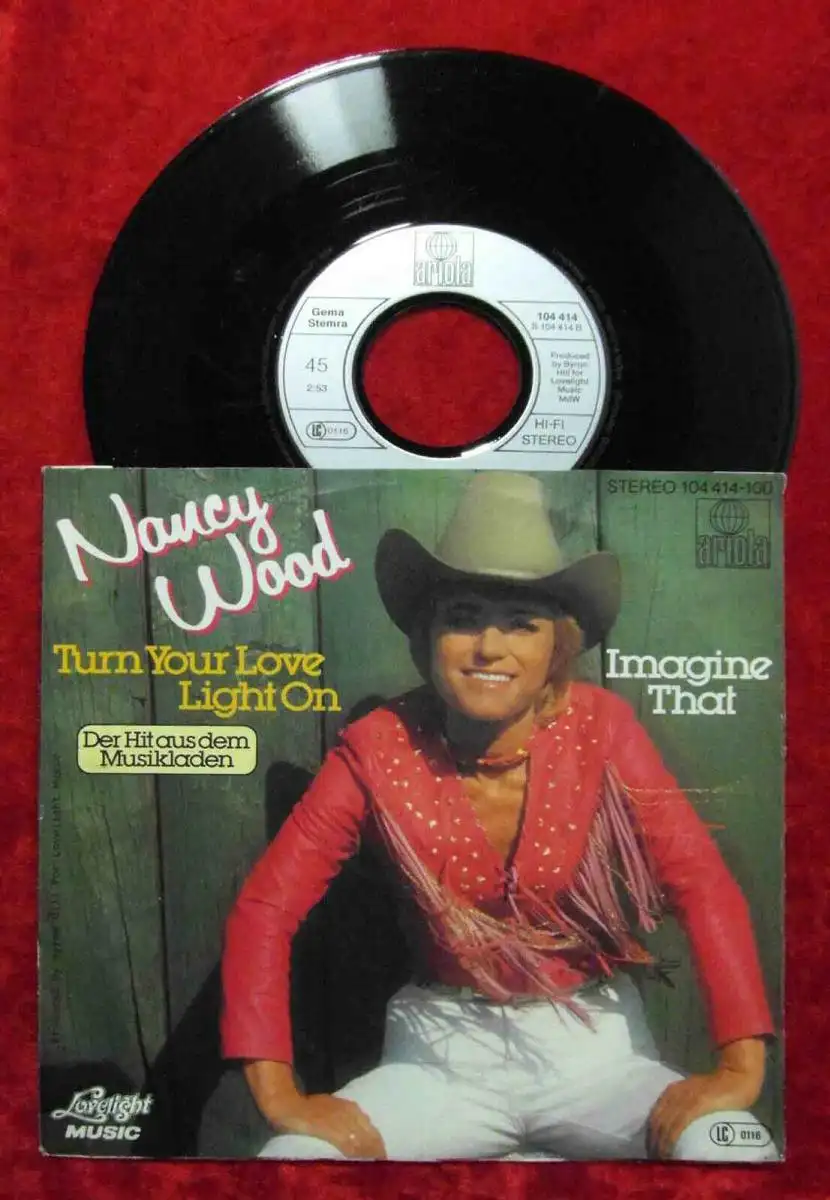 ariola
Gema
Stemra
45
2:53
LC 0116
104 414
S 104 414 B
Produced
by Byron
Hill for
Lovelight
Music
MdW
HI-FI
STEREO
STEREO 104 414-100
ariola
Nancy
Wood
Turn Your Love
Light On
Der Hit aus dem
Musikladen
Imagine
That
Lovelight
MUSIC
LC 0116